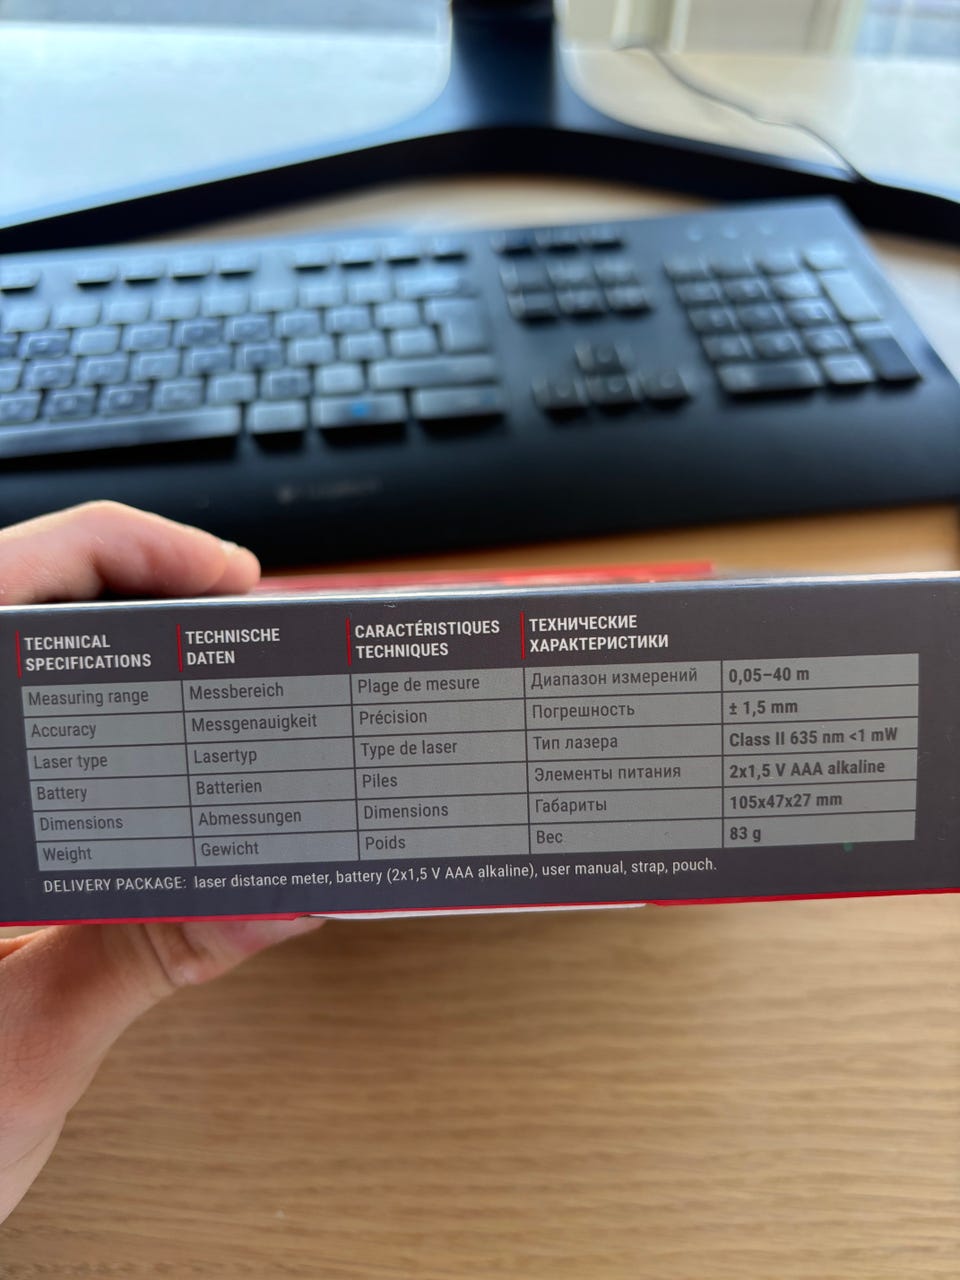 TECHNICAL SPECIFICATIONS
TECHNISCHE DATEN
CARACTÉRISTIQUES TECHNIQUES
ТЕХНИЧЕСКИЕ ХАРАКТЕРИСТИКИ
Measuring range Messbereich Plage de mesure Диапазон измерений 0,05–40 m
Accuracy Messgenauigkeit Précision Погрешность ± 1,5 mm
Laser type Lasertyp Type de laser Тип лазера Class II 635 nm <1 mW
Battery Batterien Piles Элементы питания 2x1,5 V AAA alkaline
Dimensions Abmessungen Dimensions Габариты 105x47x27 mm
Weight Gewicht Poids Вес 83 g
DELIVERY PACKAGE: laser distance meter, battery (2x1,5 V AAA alkaline), user manual, strap, pouch.